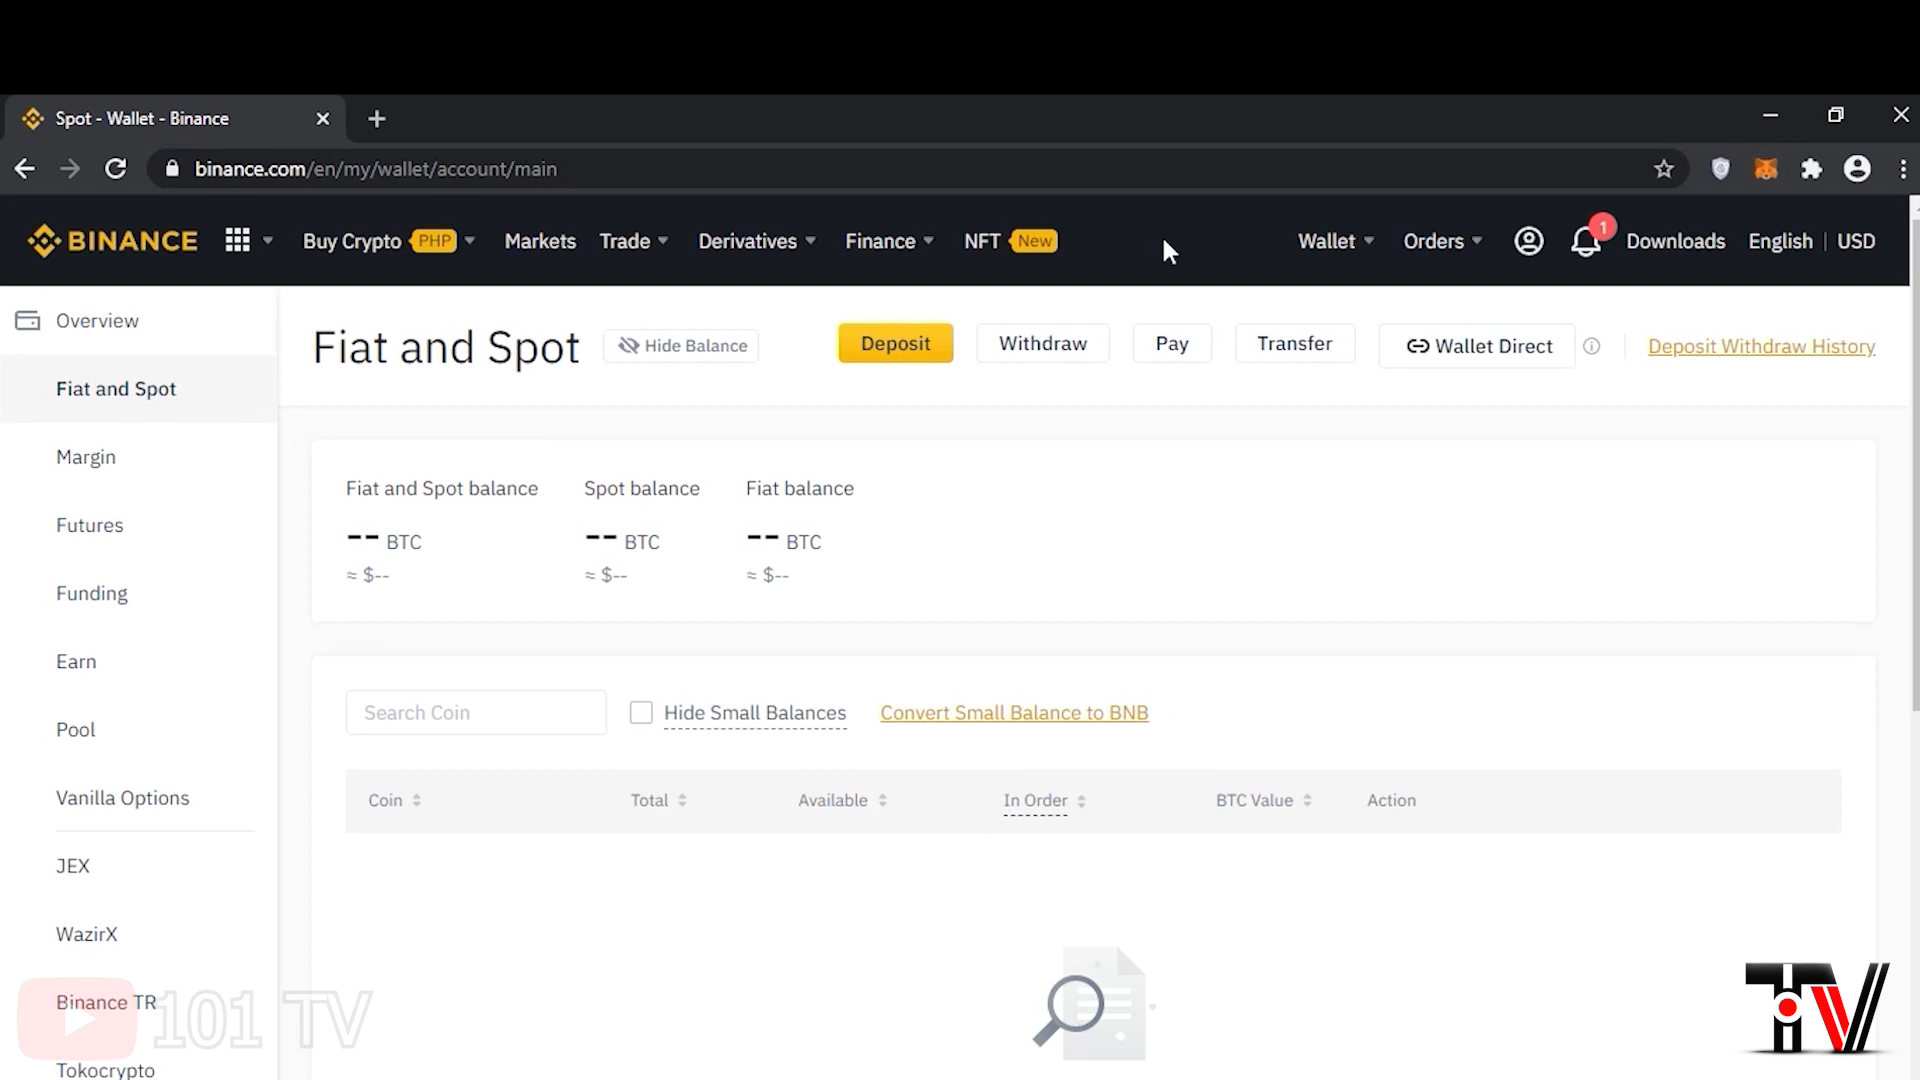 Spot - Wallet - Binance
binance.com/en/my/wallet/account/main
BINANCE Buy Crypto PHP Markets Trade Derivatives Finance NFT New Wallet Orders 1 Downloads English | USD
Overview
Fiat and Spot
Margin
Futures
Funding
Earn
Pool
Vanilla Options
JEX
WazirX
Binance TR
Tokocrypto
Fiat and Spot Hide Balance Deposit Withdraw Pay Transfer Wallet Direct Deposit Withdraw History
Fiat and Spot balance Spot balance Fiat balance
-- BTC -- BTC -- BTC
≈ $-- ≈ $-- ≈ $--
Search Coin Hide Small Balances Convert Small Balance to BNB
Coin Total Available In Order BTC Value Action
101 TV
TV